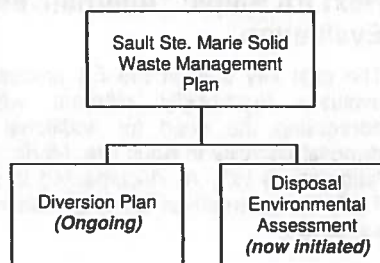 Sault Ste. Marie Solid
Waste Management
Plan
Diversion Plan
(Ongoing)
Disposal
Environmental
Assessment
(now initiated)